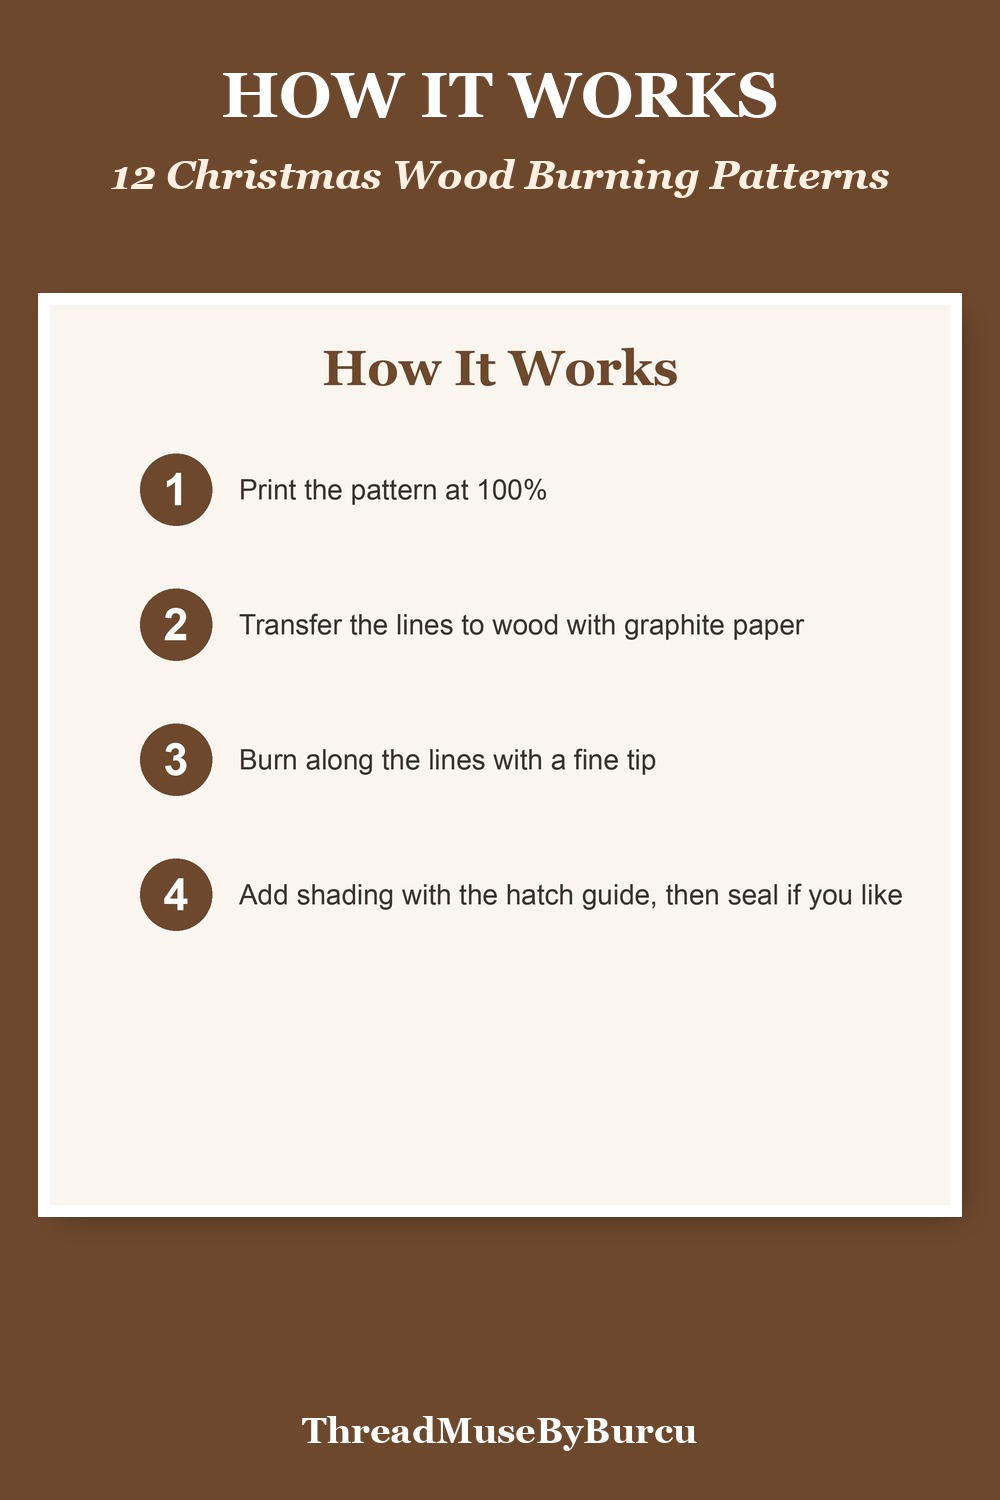 HOW IT WORKS
12 Christmas Wood Burning Patterns
How It Works
1 Print the pattern at 100%
2 Transfer the lines to wood with graphite paper
3 Burn along the lines with a fine tip
4 Add shading with the hatch guide, then seal if you like
ThreadMuseByBurcu